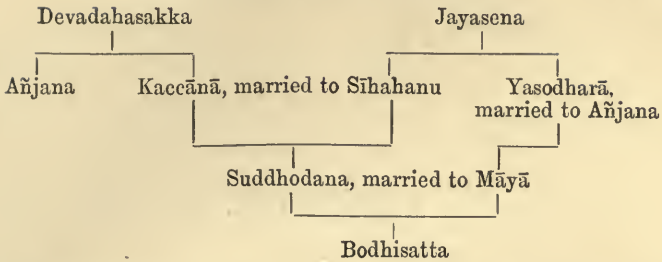 Devadahasakka Jayasena
Añjana Kaccānā, married to Sīhahanu Yasodharā,
married to Añjana
Suddhodana, married to Māyā
Bodhisatta